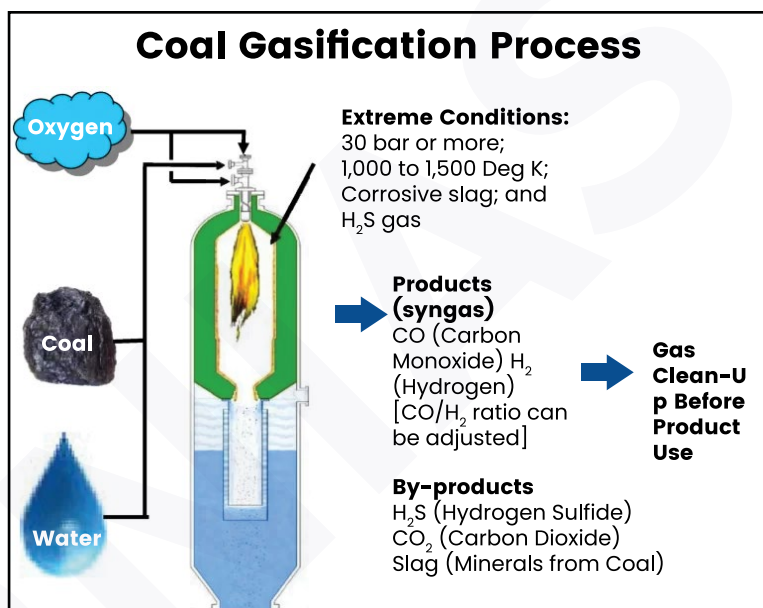 Coal Gasification Process
Oxygen
Coal
Water
Extreme Conditions:
30 bar or more;
1,000 to 1,500 Deg K;
Corrosive slag; and
H₂S gas
Products
(syngas)
CO (Carbon
Monoxide) H₂
(Hydrogen)
[CO/H₂ ratio can
be adjusted]
By-products
H₂S (Hydrogen Sulfide)
CO₂ (Carbon Dioxide)
Slag (Minerals from Coal)
Gas
Clean-U
p Before
Product
Use